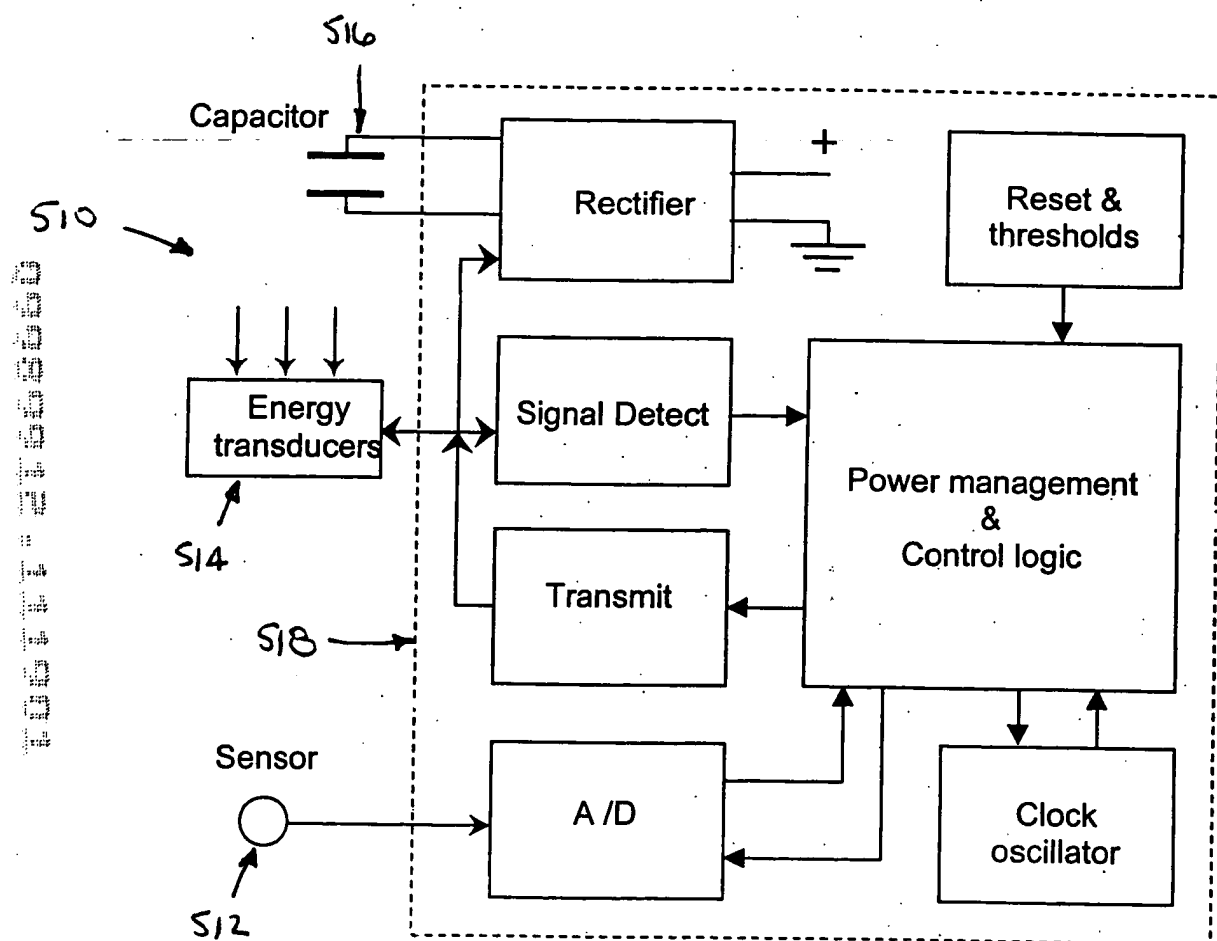 516
Capacitor
+
Rectifier
Reset &
thresholds
510
Energy
transducers
Signal Detect
Power management
&
Control logic
514
Transmit
518
Sensor
A /D
Clock
oscillator
512